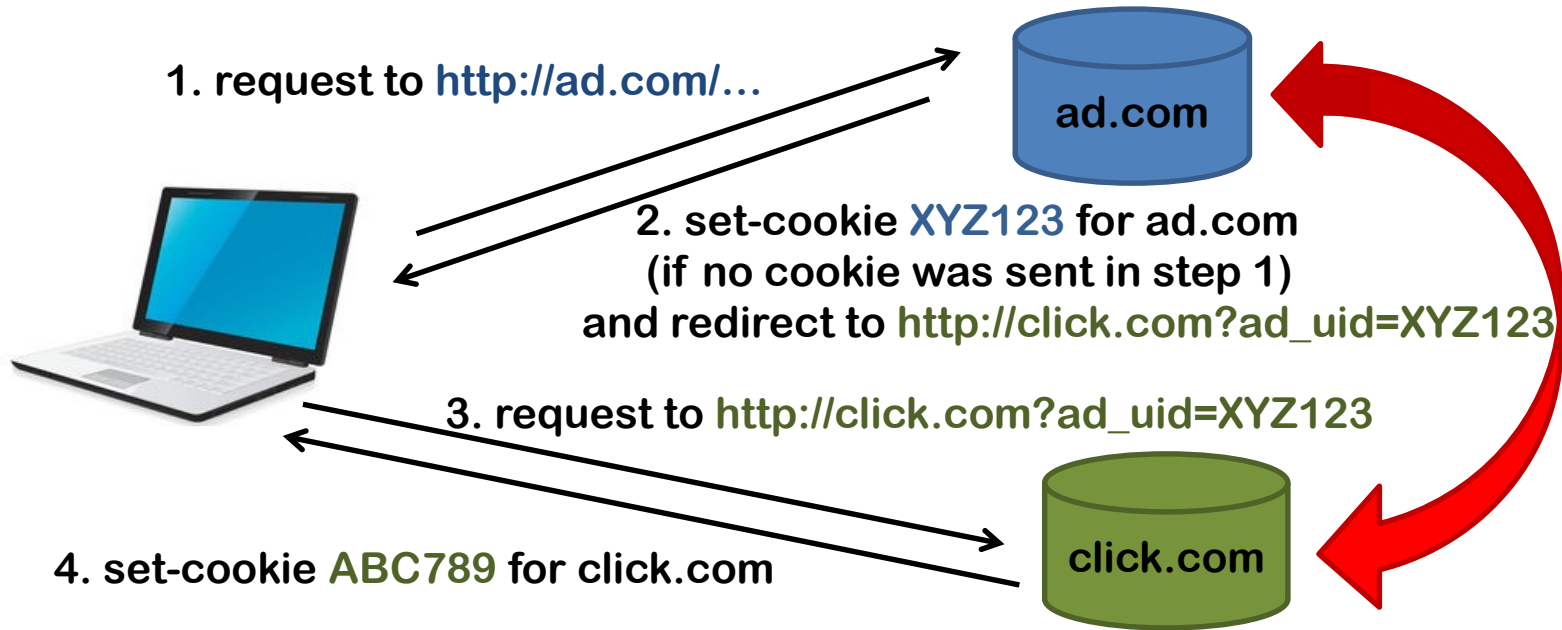 1. request to http://ad.com/…
ad.com
2. set-cookie XYZ123 for ad.com
(if no cookie was sent in step 1)
and redirect to http://click.com?ad_uid=XYZ123
3. request to http://click.com?ad_uid=XYZ123
click.com
4. set-cookie ABC789 for click.com